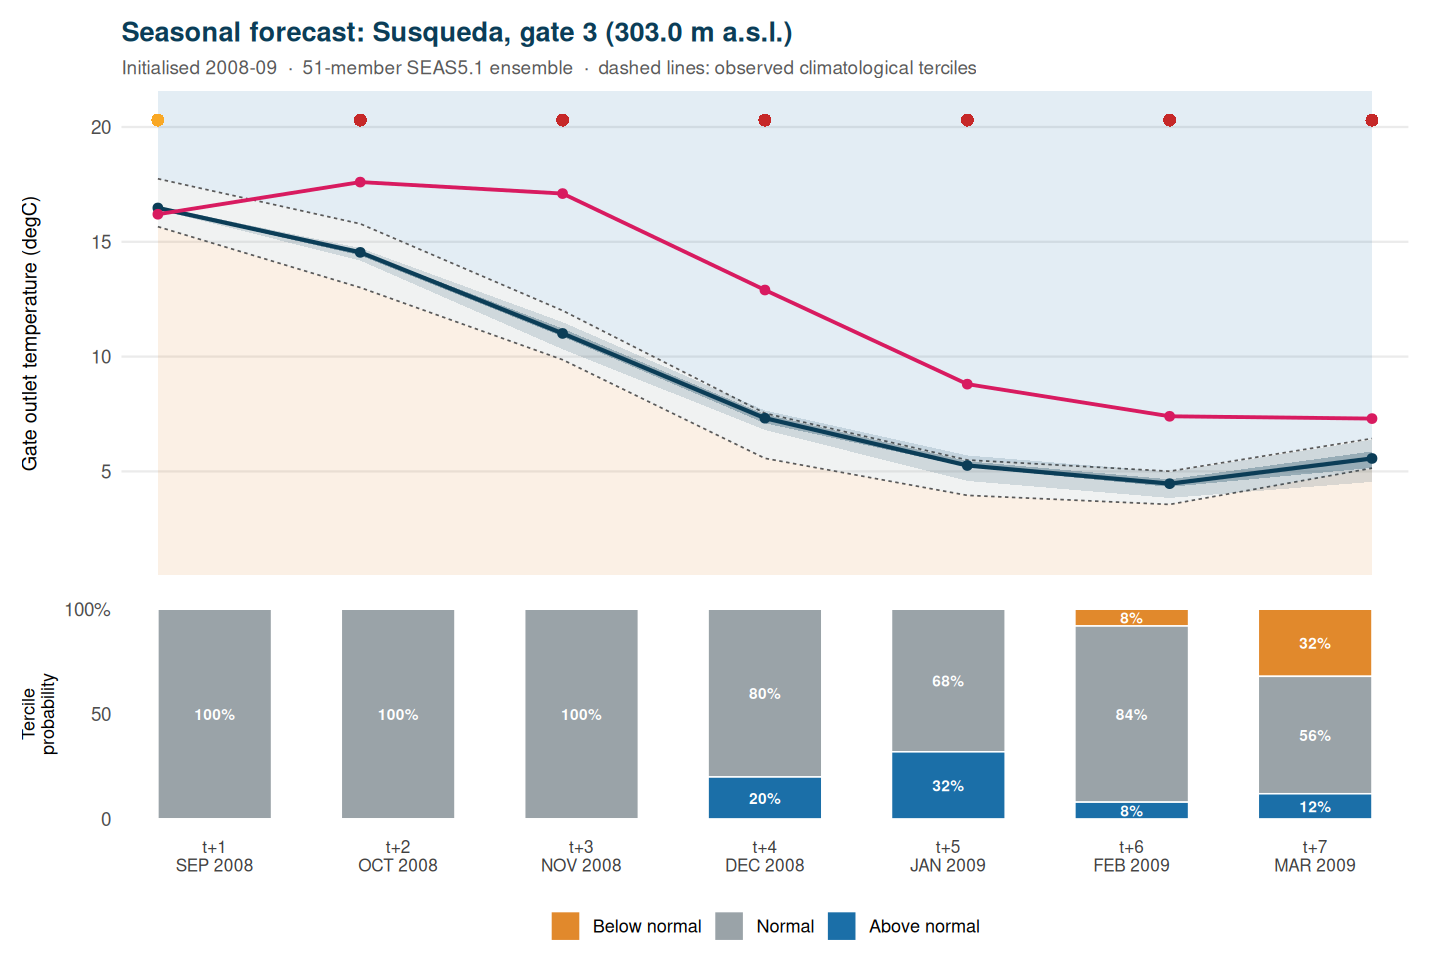 Seasonal forecast: Susqueda, gate 3 (303.0 m a.s.l.)
Initialised 2008-09 · 51-member SEAS5.1 ensemble · dashed lines: observed climatological terciles
Gate outlet temperature (degC)
20
15
10
5
Tercile
probability
100%
50
0
100%
100%
100%
80%
20%
68%
32%
8%
84%
8%
32%
56%
12%
t+1
SEP 2008
t+2
OCT 2008
t+3
NOV 2008
t+4
DEC 2008
t+5
JAN 2009
t+6
FEB 2009
t+7
MAR 2009
Below normal
Normal
Above normal